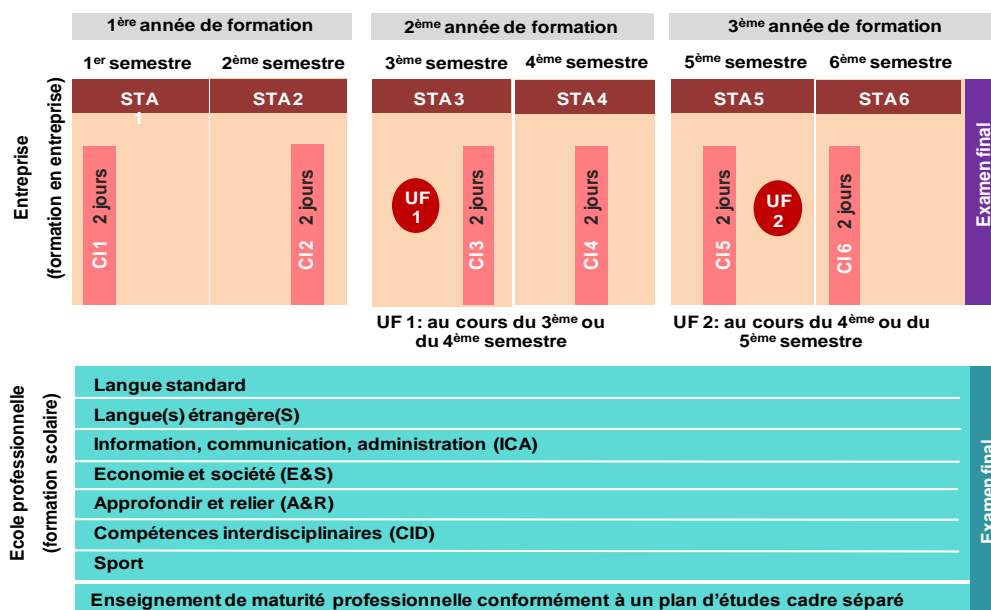 1ère année de formation
2ème année de formation
3ème année de formation
1er semestre
2ème semestre
3ème semestre
4ème semestre
5ème semestre
6ème semestre
Entreprise
(formation en entreprise)
STA
1
STA2
STA3
STA4
STA5
STA6
CI1 2 jours
CI2 2 jours
UF
1
CI3 2 jours
CI4 2 jours
CI5 2 jours
UF
2
CI6 2 jours
Examen final
UF 1: au cours du 3ème ou
du 4ème semestre
UF 2: au cours du 4ème ou du
5ème semestre
Ecole professionnelle
(formation scolaire)
Langue standard
Langue(s) étrangère(S)
Information, communication, administration (ICA)
Economie et société (E&S)
Approfondir et relier (A&R)
Compétences interdisciplinaires (CID)
Sport
Enseignement de maturité professionnelle conformément à un plan d'études cadre séparé
Examen final